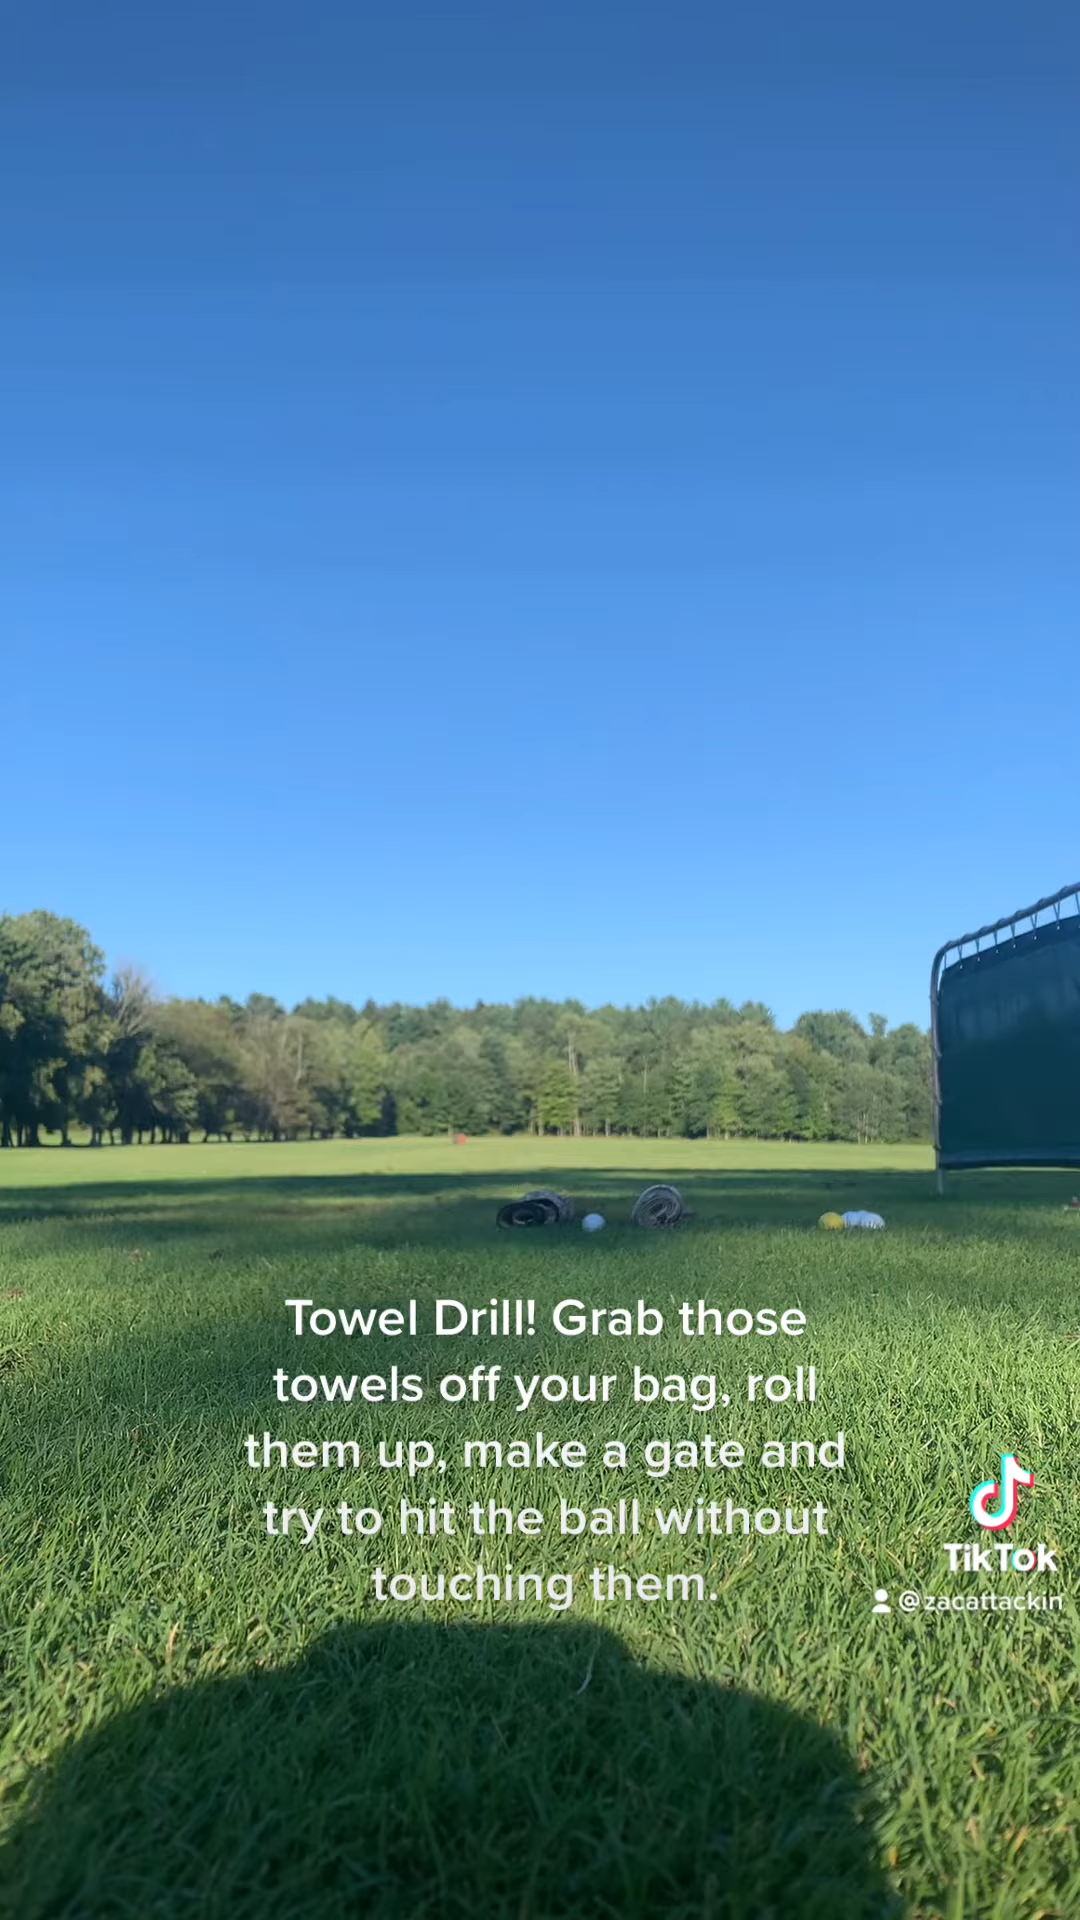 Towel Drill! Grab those
towels off your bag, roll
them up, make a gate and
try to hit the ball without
touching them.
TikTok
@zacattackin